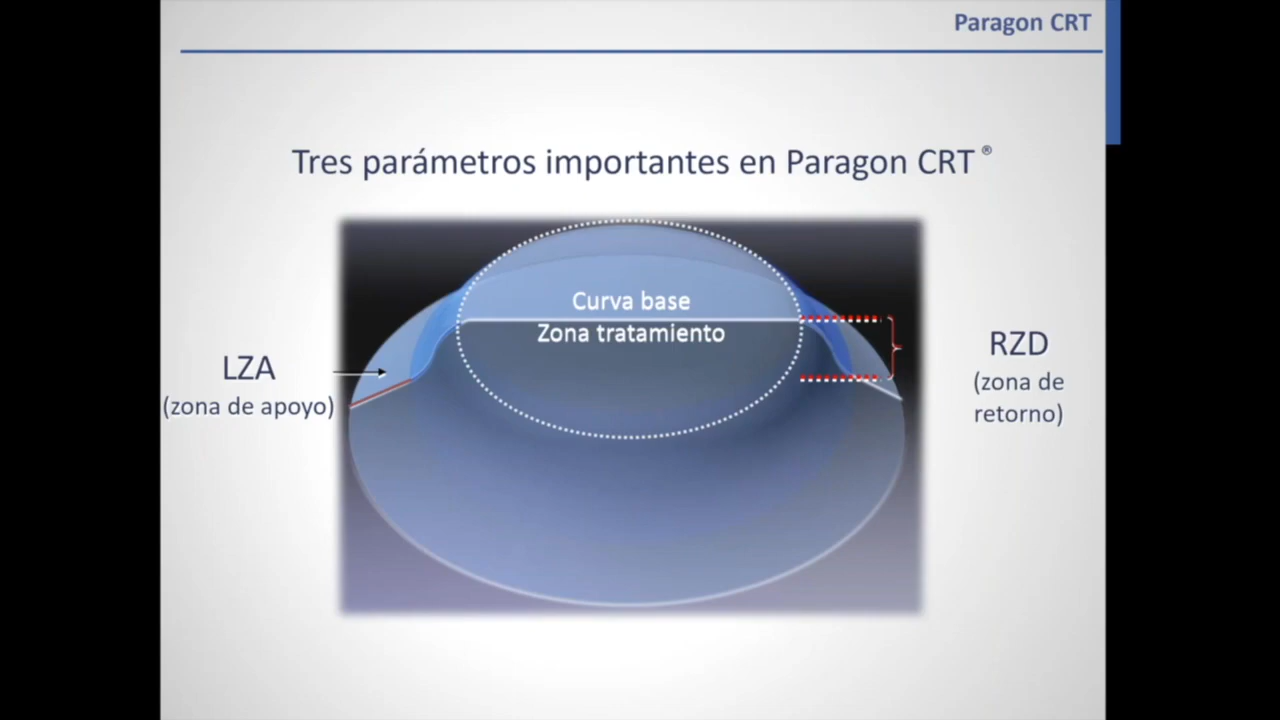 Paragon CRT
Tres parámetros importantes en Paragon CRT®
Curva base
Zona tratamiento
LZA
(zona de apoyo)
RZD
(zona de
retorno)